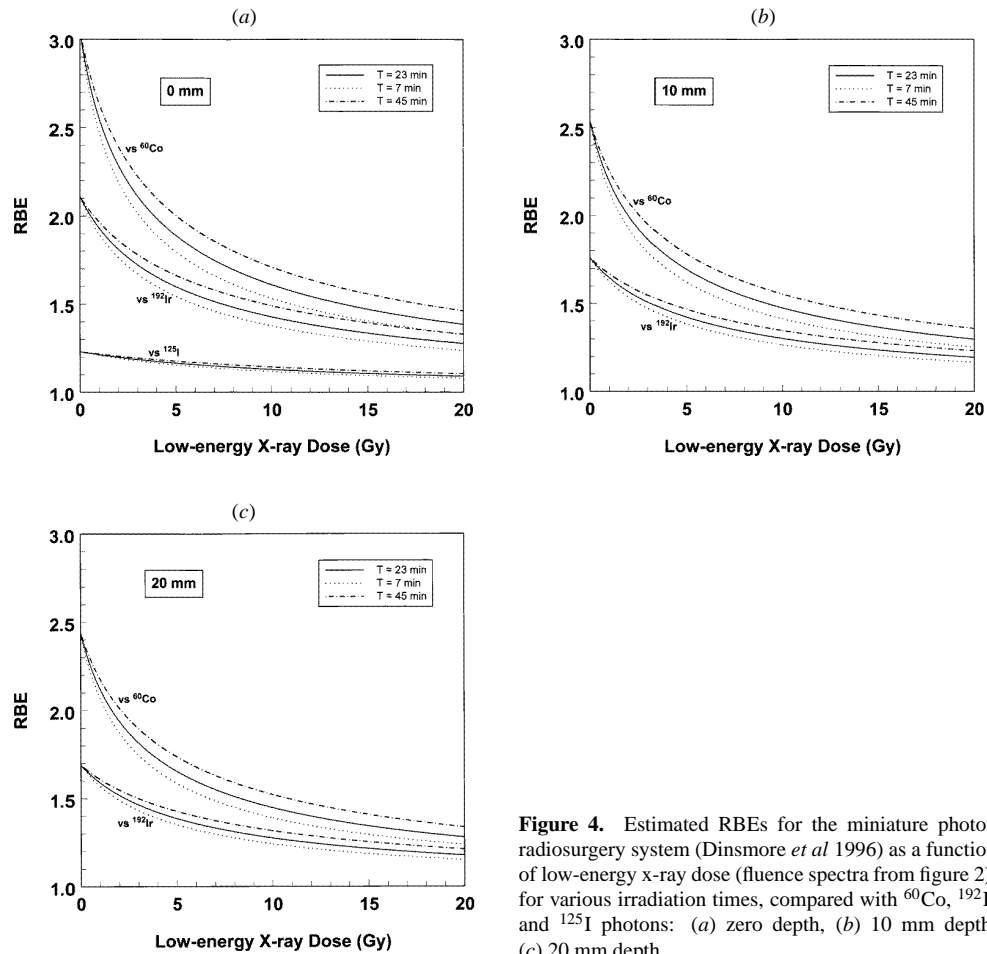 (a)
3.0
2.5
2.0
1.5
1.0
RBE
0 mm
T = 23 min
T = 7 min
T = 45 min
vs ⁶⁰Co
vs ¹⁹²Ir
vs ¹²⁵I
0 5 10 15 20
Low-energy X-ray Dose (Gy)
(b)
3.0
2.5
2.0
1.5
1.0
RBE
10 mm
T = 23 min
T = 7 min
T = 45 min
vs ⁶⁰Co
vs ¹⁹²Ir
0 5 10 15 20
Low-energy X-ray Dose (Gy)
(c)
3.0
2.5
2.0
1.5
1.0
RBE
20 mm
T = 23 min
T = 7 min
T = 45 min
vs ⁶⁰Co
vs ¹⁹²Ir
0 5 10 15 20
Low-energy X-ray Dose (Gy)
Figure 4. Estimated RBEs for the miniature photon
radiosurgery system (Dinsmore et al 1996) as a function
of low-energy x-ray dose (fluence spectra from figure 2)
for various irradiation times, compared with ⁶⁰Co, ¹⁹²I
and ¹²⁵I photons: (a) zero depth, (b) 10 mm depth
(c) 20 mm depth